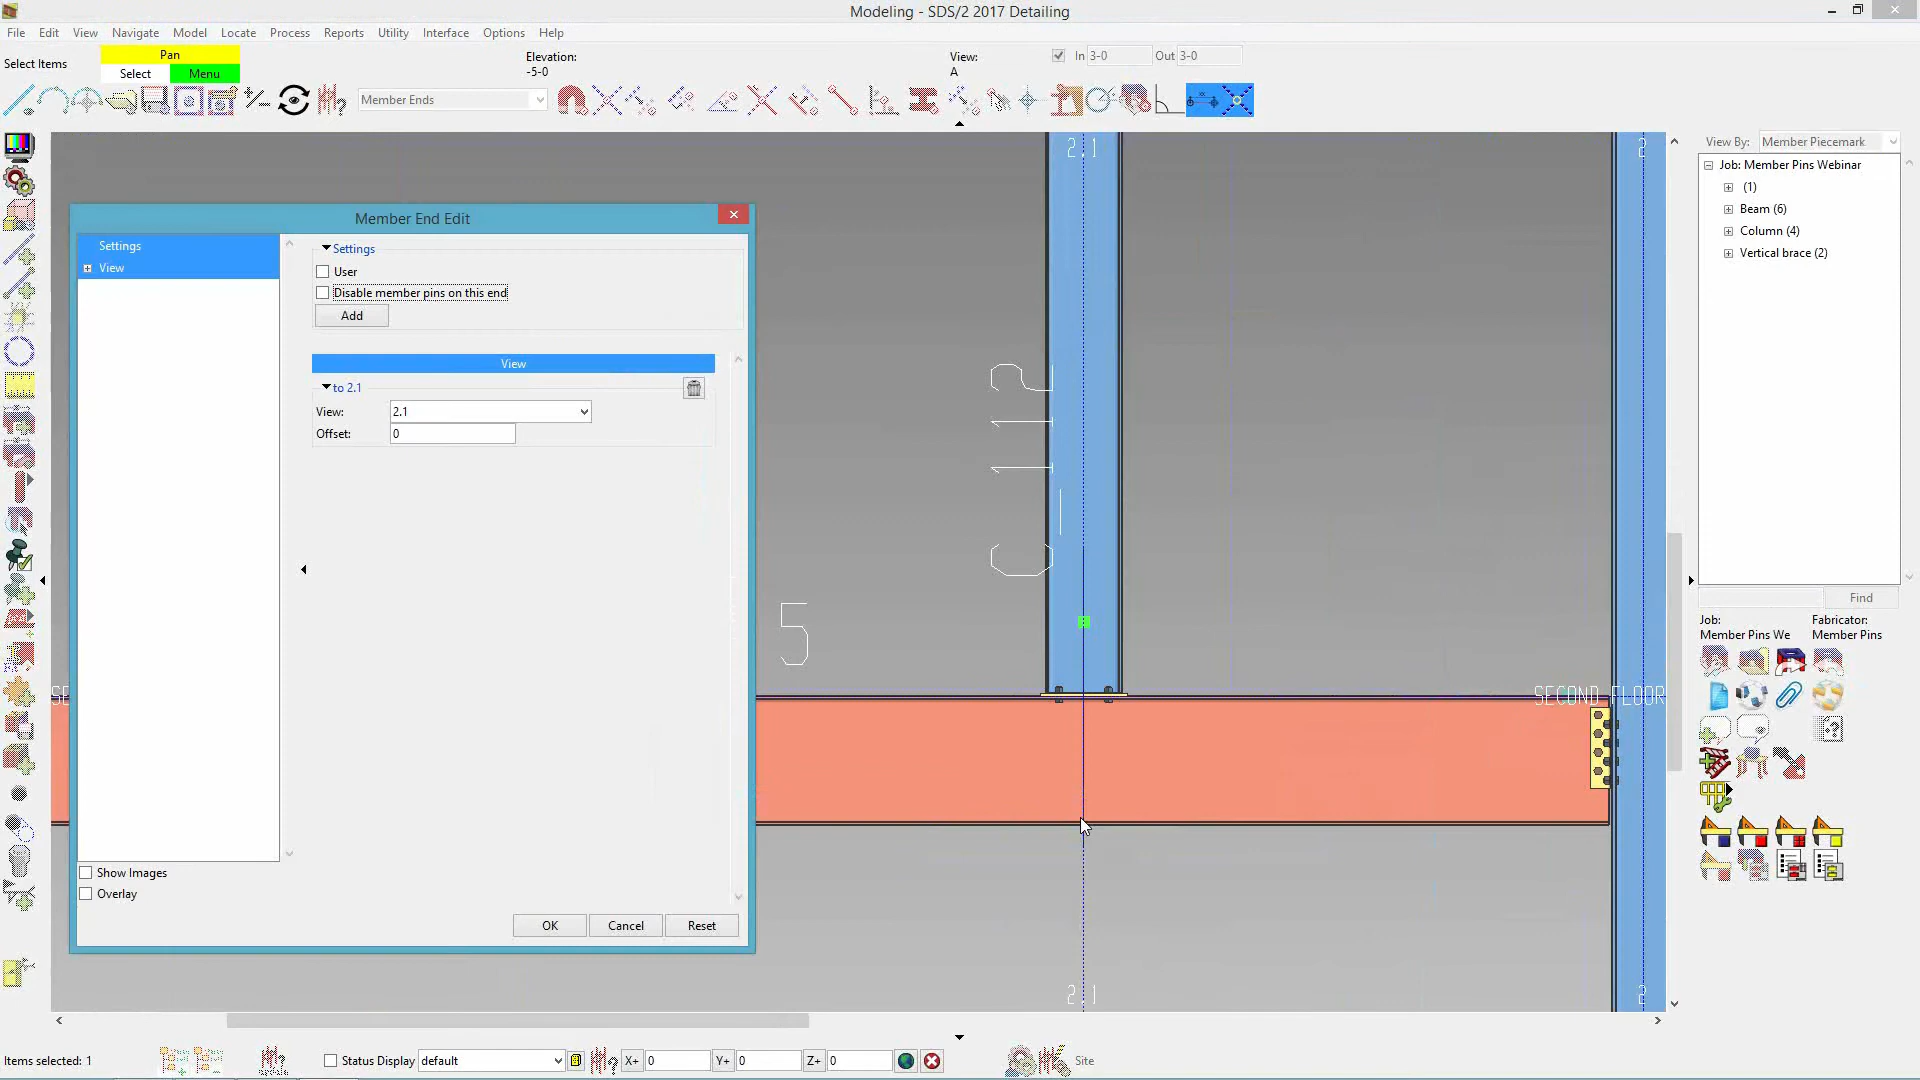 Modeling - SDS/2 2017 Detailing
File Edit View Navigate Model Locate Process Reports Utility Interface Options Help
Select Items
Pan
Select Menu
Elevation:
-5-0
View:
A
In 3-0 Out 3-0
Member Ends
View By: Member Piecemark
Job: Member Pins Webinar
(1)
Beam (6)
Column (4)
Vertical brace (2)
Find
Job:
Member Pins We
Fabricator:
Member Pins
Member End Edit
Settings
View
Settings
User
Disable member pins on this end
Add
View
to 2.1
View: 2.1
Offset: 0
Show Images
Overlay
OK Cancel Reset
2.1
2
C_112
5
SE
SECOND FLOOR
2.1
2
Items selected: 1
Status Display default
X+ 0 Y+ 0 Z+ 0
Site